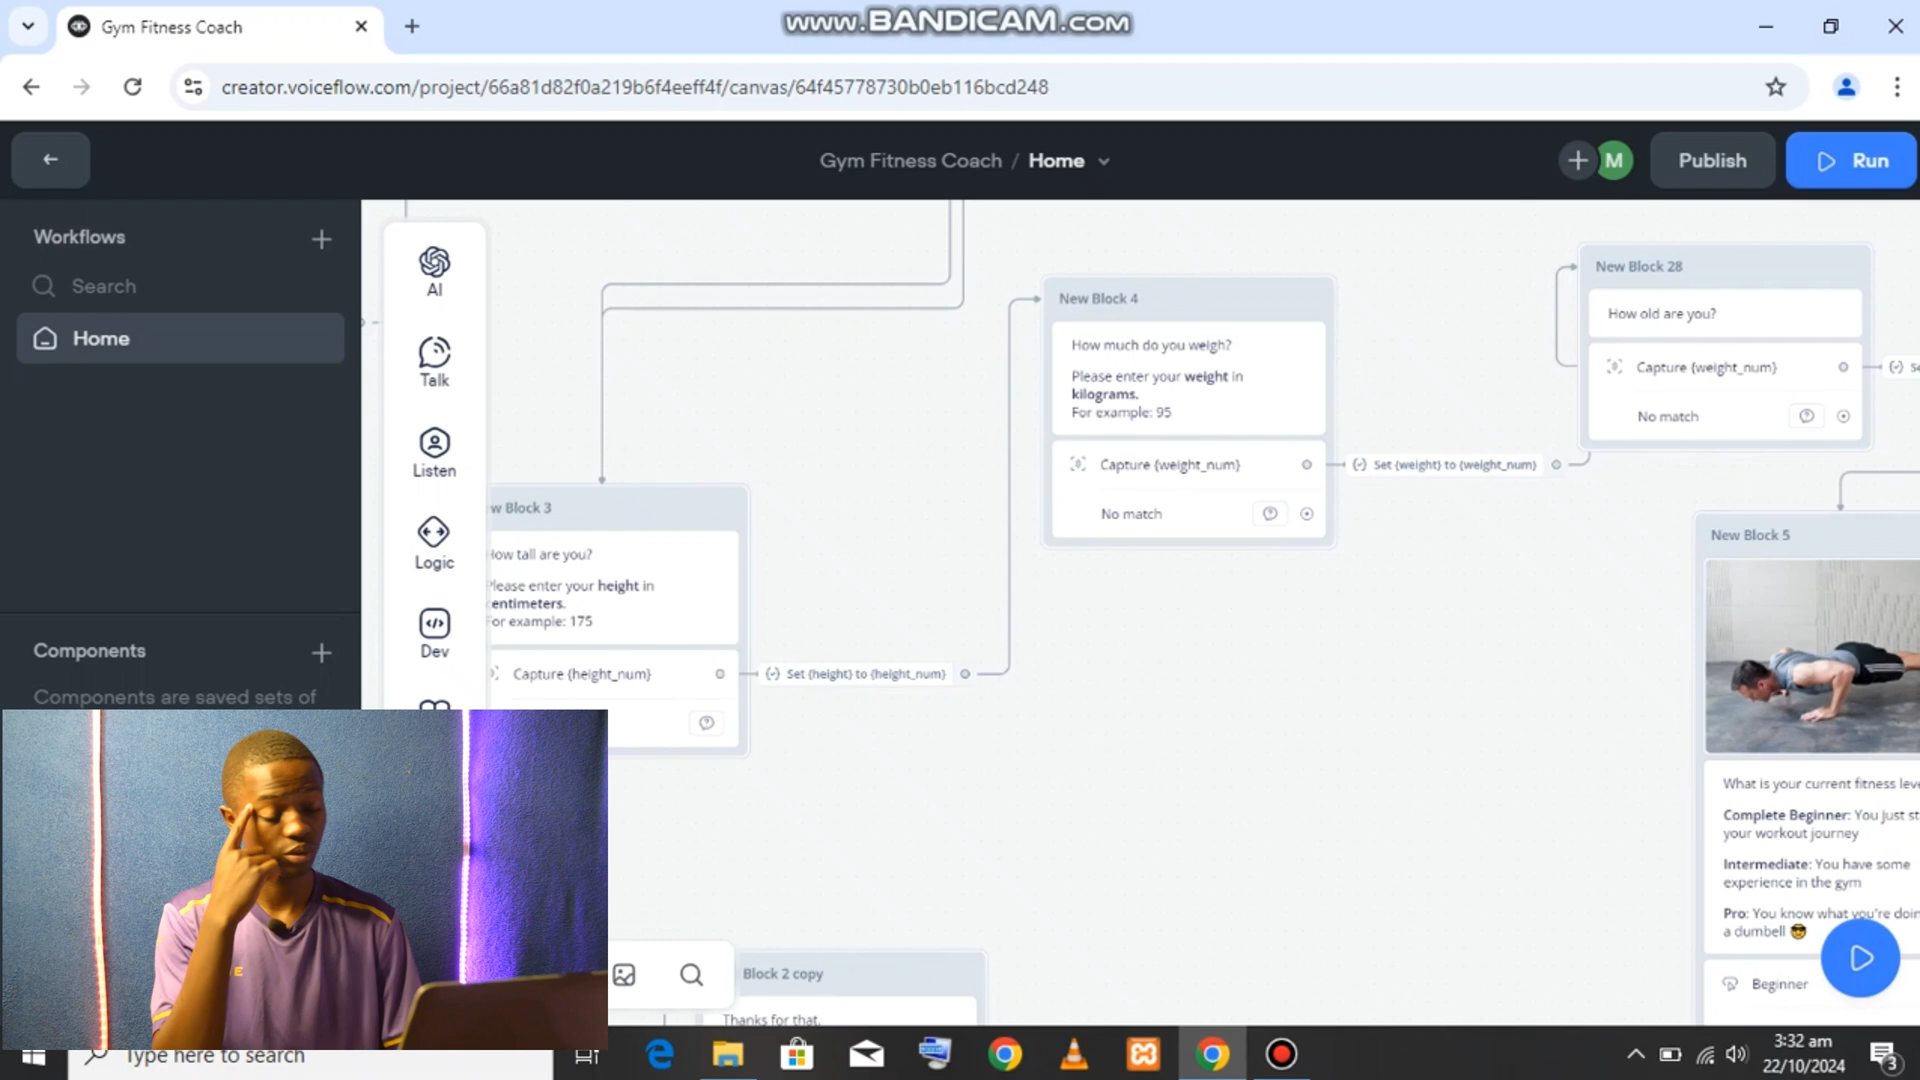 Gym Fitness Coach
www.BANDICAM.com
creator.voiceflow.com/project/66a81d82f0a219b6f4eeff4f/canvas/64f45778730b0eb116bcd248
Gym Fitness Coach / Home
M
Publish
Run
Workflows
Search
Home
Components
Components are saved sets of
AI
Talk
Listen
Logic
Dev
New Block 4
How much do you weigh?
Please enter your weight in
kilograms.
For example: 95
Capture {weight_num}
No match
Set {weight} to {weight_num}
New Block 28
How old are you?
Capture {weight_num}
No match
w Block 3
How tall are you?
Please enter your height in
centimeters.
For example: 175
Capture {height_num}
Set {height} to {height_num}
New Block 5
What is your current fitness leve
Complete Beginner: You just st
your workout journey
Intermediate: You have some
experience in the gym
Pro: You know what you're doin
a dumbell 😎
Beginner
Block 2 copy
Thanks for that.
Type here to search
3:32 am
22/10/2024
3